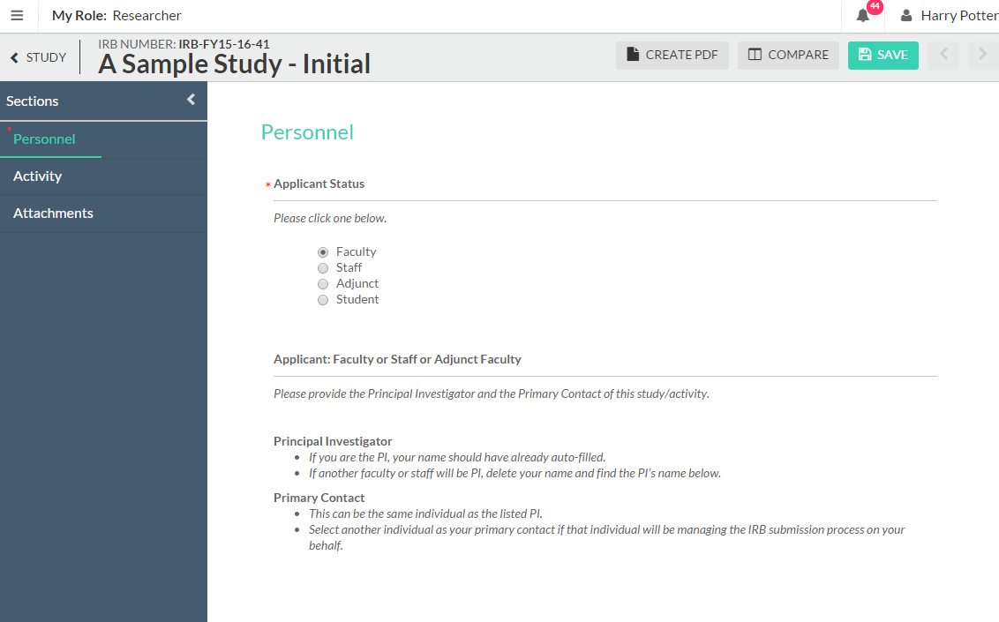 My Role: Researcher
44
Harry Potter
STUDY
IRB NUMBER: IRB-FY15-16-41
A Sample Study - Initial
CREATE PDF
COMPARE
SAVE
Sections
* Personnel
Activity
Attachments
Personnel
* Applicant Status
Please click one below.
Faculty
Staff
Adjunct
Student
Applicant: Faculty or Staff or Adjunct Faculty
Please provide the Principal Investigator and the Primary Contact of this study/activity.
Principal Investigator
• If you are the PI, your name should have already auto-filled.
• If another faculty or staff will be PI, delete your name and find the PI's name below.
Primary Contact
• This can be the same individual as the listed PI.
• Select another individual as your primary contact if that individual will be managing the IRB submission process on your
behalf.